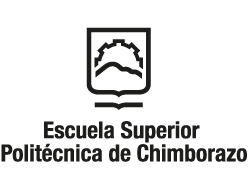 Escuela Superior
Politécnica de Chimborazo